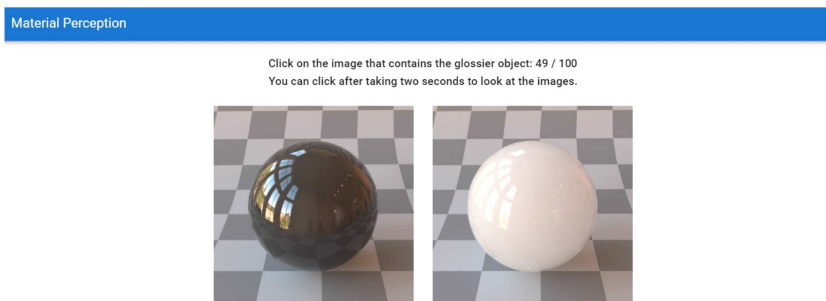 Material Perception
Click on the image that contains the glossier object: 49 / 100
You can click after taking two seconds to look at the images.